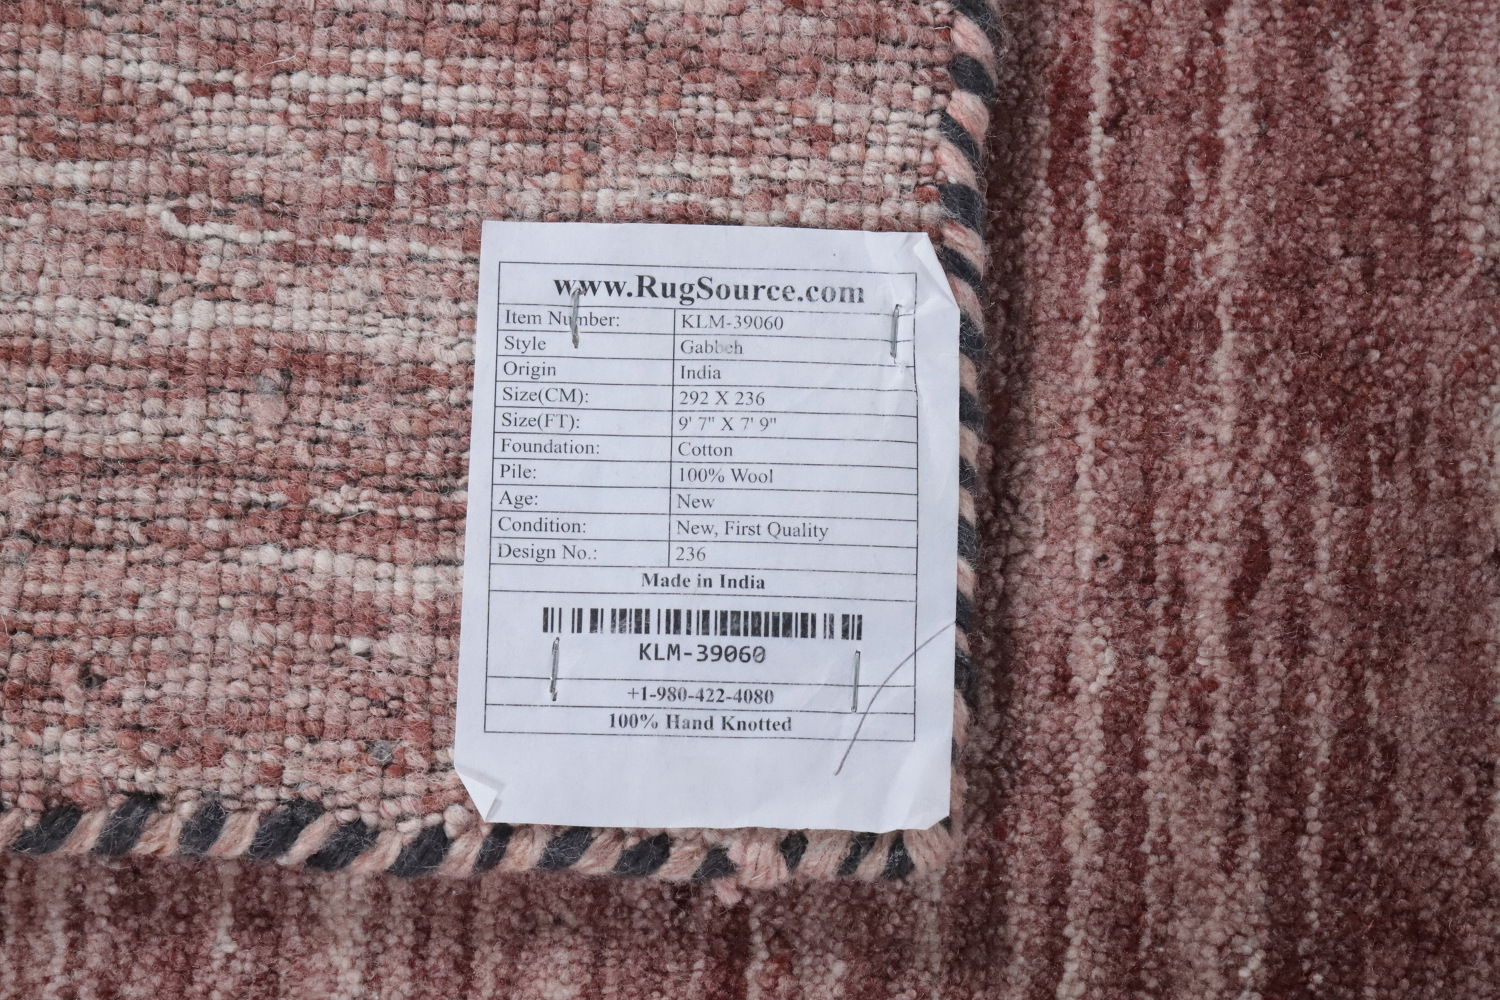 www.RugSource.com
Item Number: KLM-39060
Style Gabbeh
Origin India
Size(CM): 292 X 236
Size(FT): 9' 7" X 7' 9"
Foundation: Cotton
Pile: 100% Wool
Age: New
Condition: New, First Quality
Design No.: 236
Made in India
KLM-39060
+1-980-422-4080
100% Hand Knotted